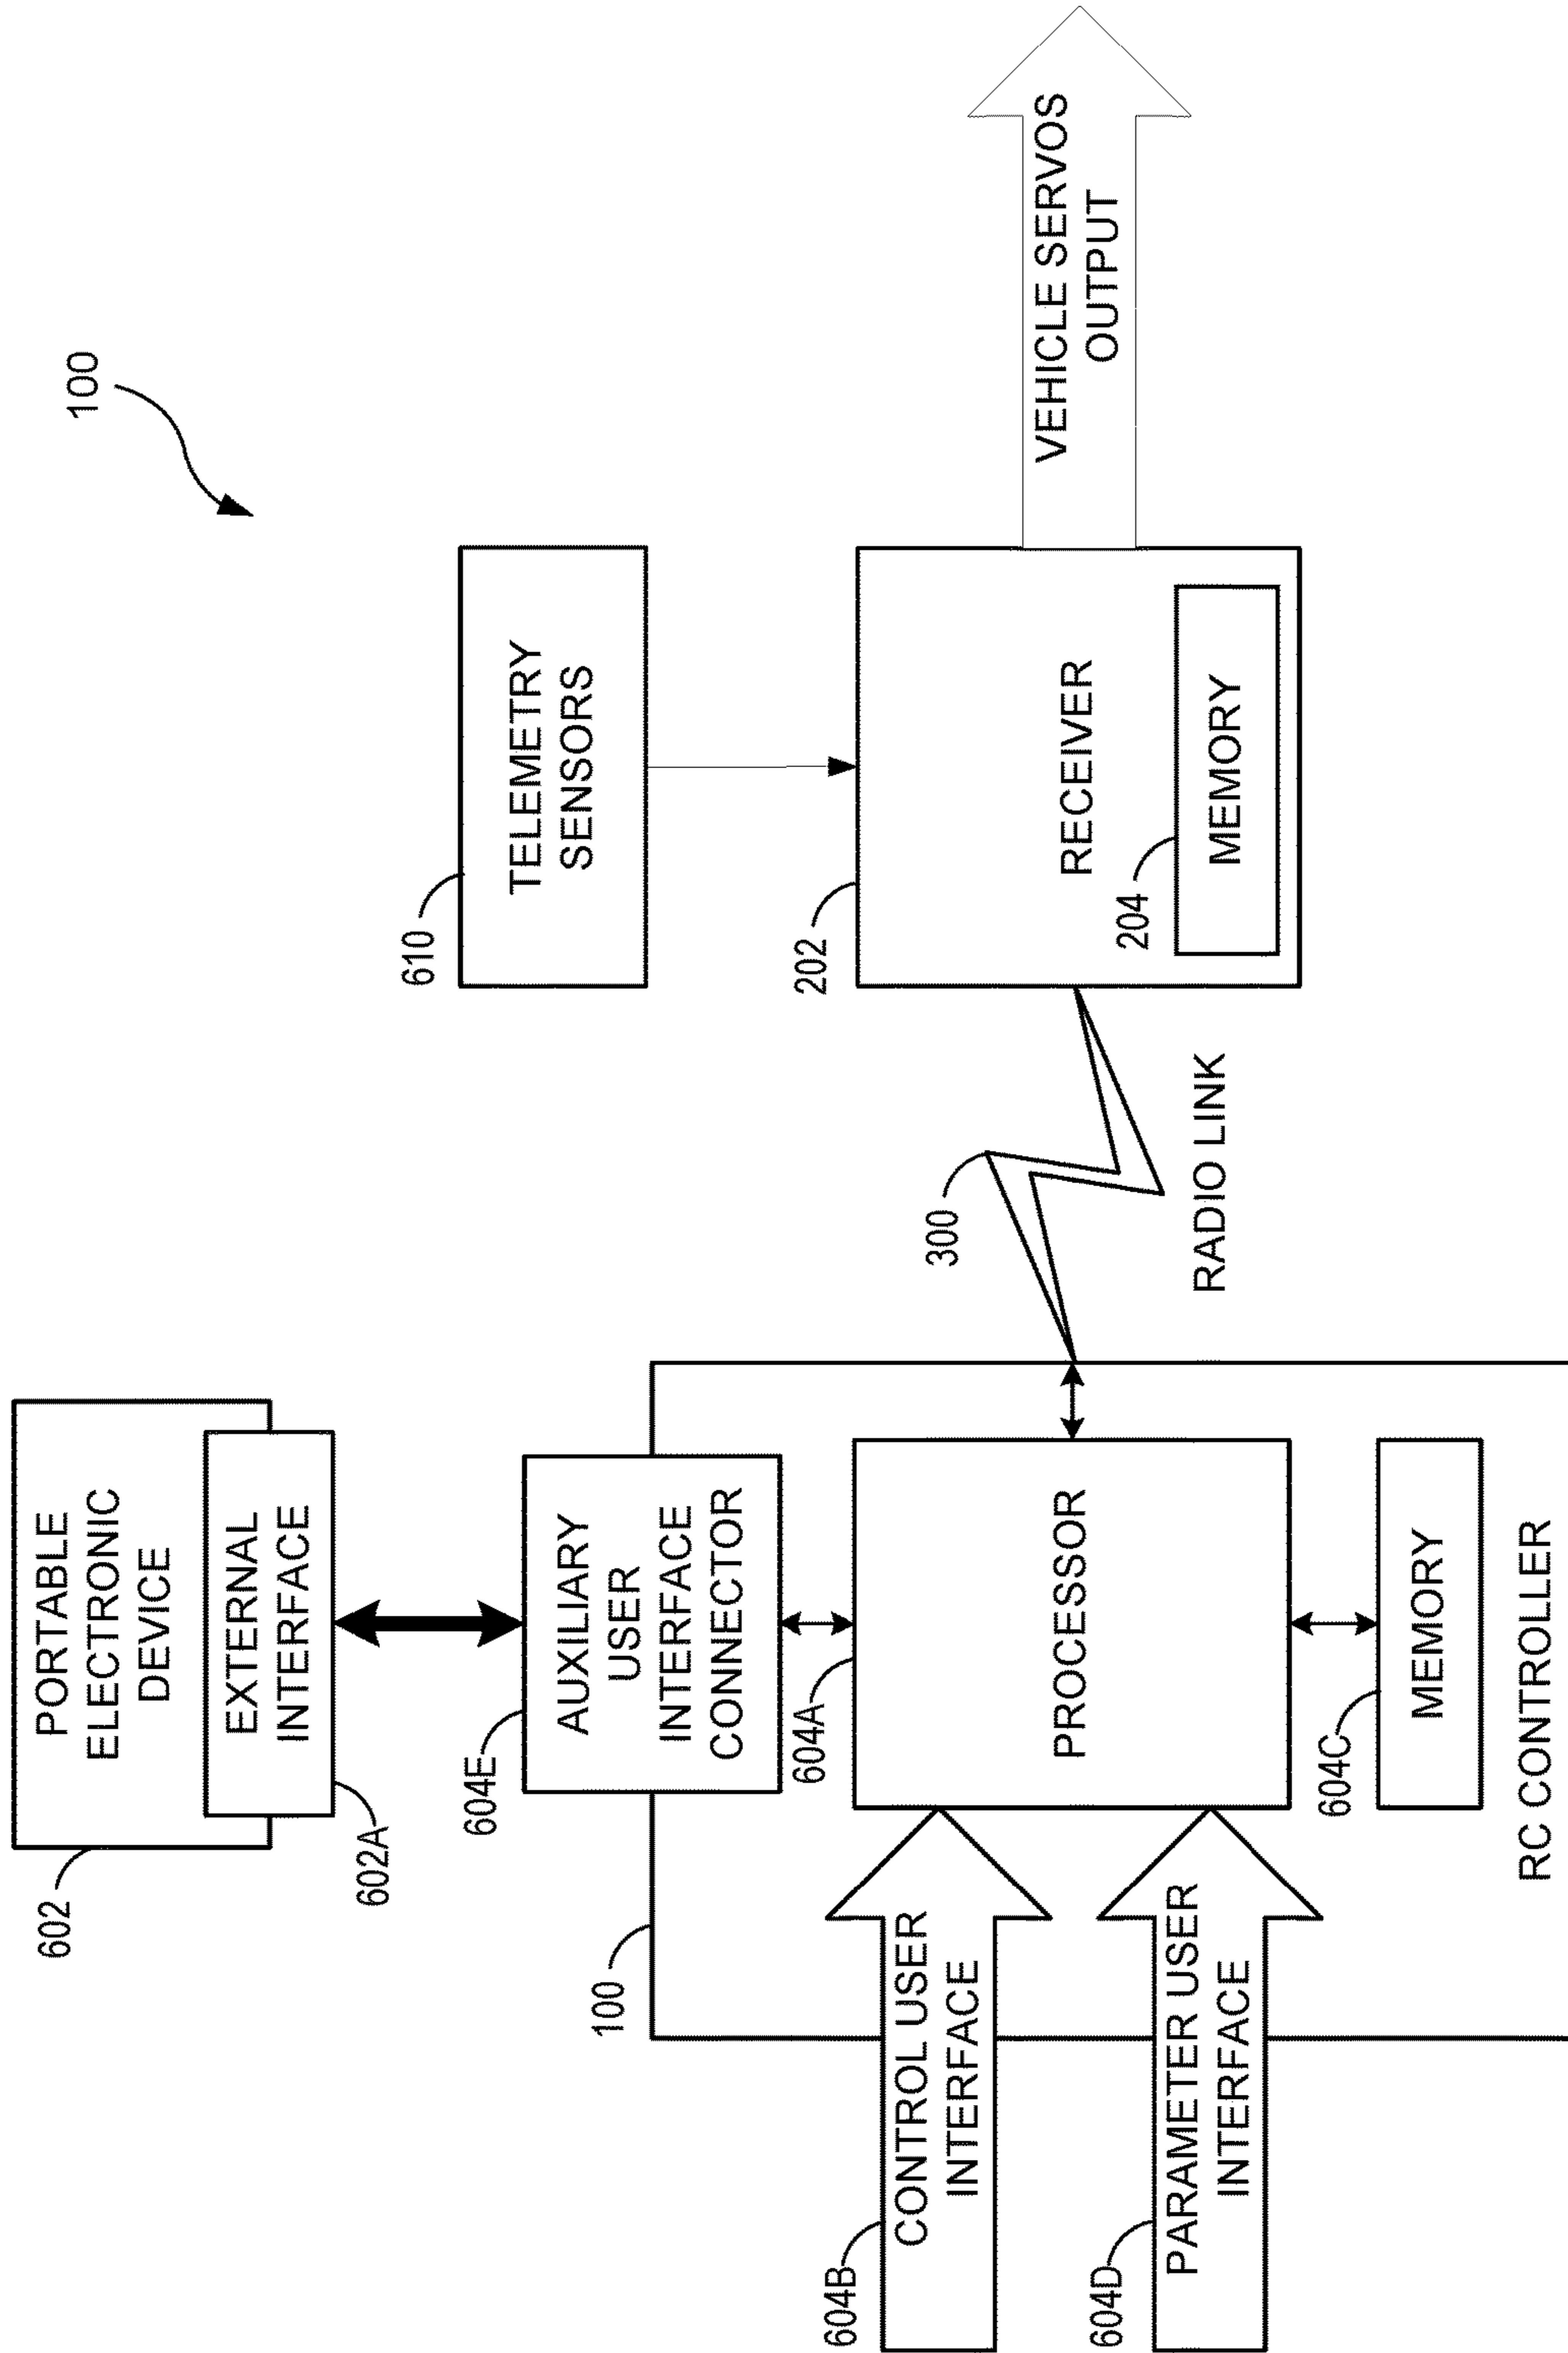 100
PORTABLE
ELECTRONIC
DEVICE
EXTERNAL
INTERFACE
602
602A
TELEMETRY
SENSORS
610
AUXILIARY
USER
INTERFACE
CONNECTOR
604E
100
604A
PROCESSOR
CONTROL USER
INTERFACE
604B
PARAMETER USER
INTERFACE
604D
604C
MEMORY
RC CONTROLLER
300
RADIO LINK
202
RECEIVER
204
MEMORY
VEHICLE SERVOS
OUTPUT